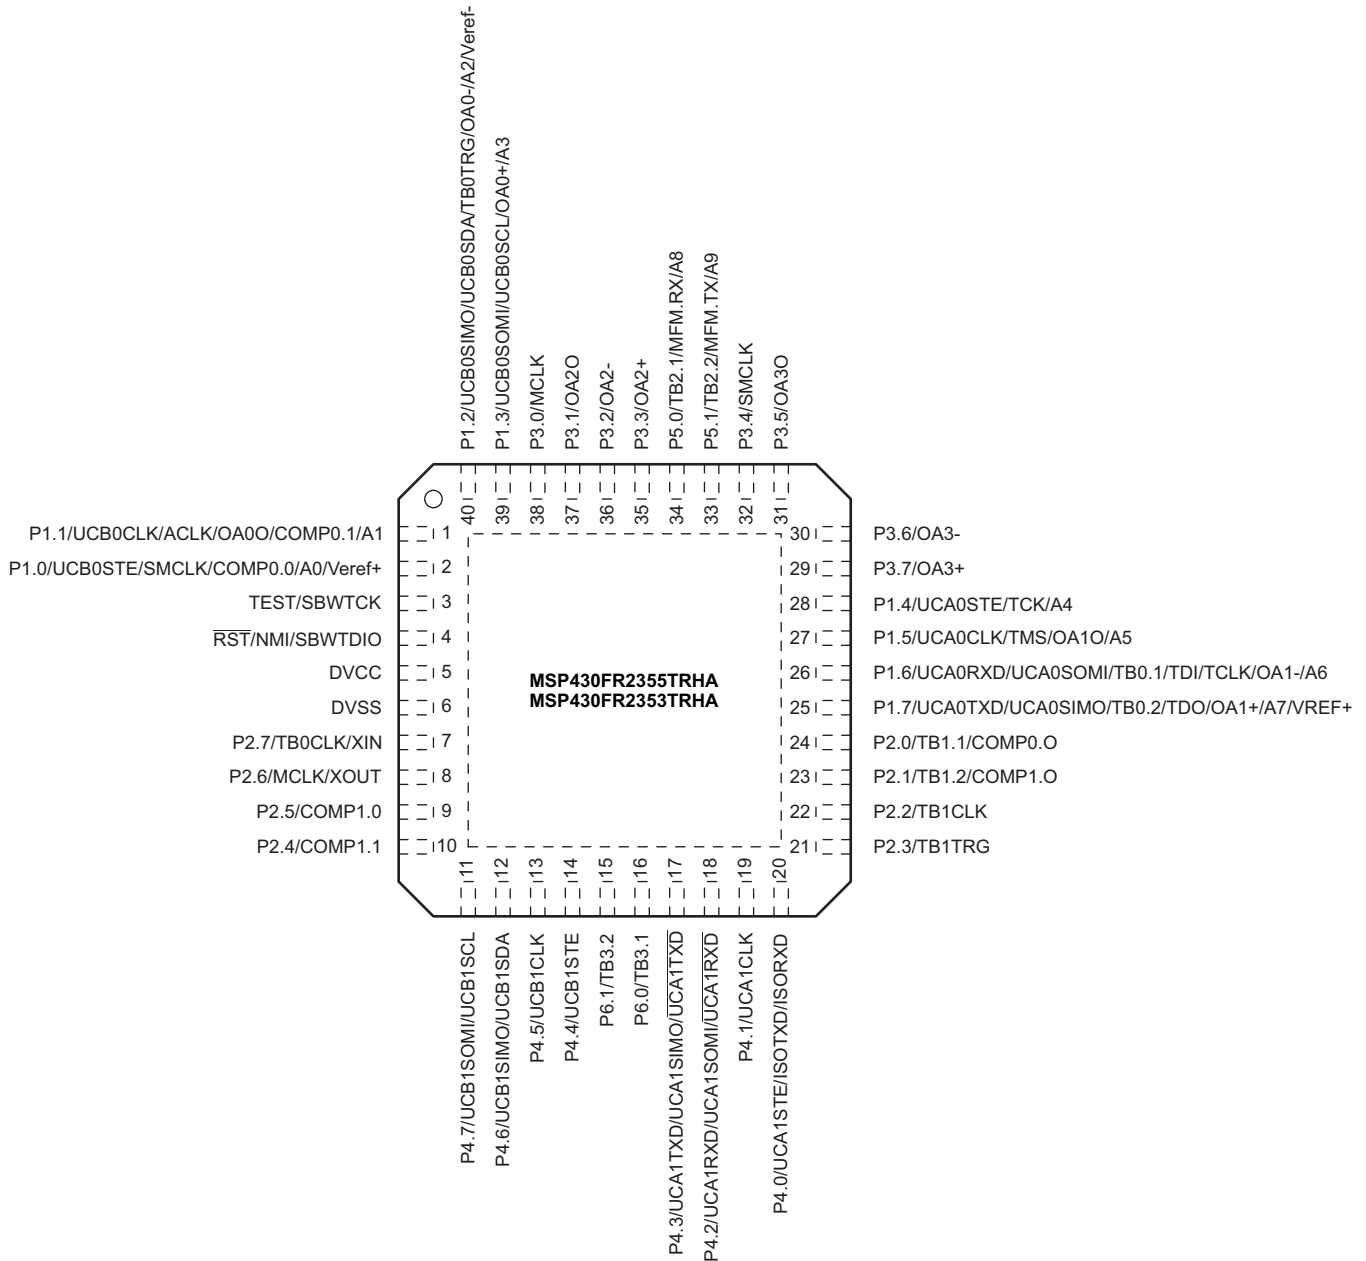 P1.2/UCB0SIMO/UCB0SDA/TB0TRG/OA0-/A2/Veref-
P1.3/UCB0SOMI/UCB0SCL/OA0+/A3
P3.0/MCLK
P3.1/OA2O
P3.2/OA2-
P3.3/OA2+
P5.0/TB2.1/MFM.RX/A8
P5.1/TB2.2/MFM.TX/A9
P3.4/SMCLK
P3.5/OA3O
40
39
38
37
36
35
34
33
32
31
P1.1/UCB0CLK/ACLK/OA0O/COMP0.1/A1
1
P1.0/UCB0STE/SMCLK/COMP0.0/A0/Veref+
2
TEST/SBWTCK
3
RST/NMI/SBWTDIO
4
DVCC
5
DVSS
6
P2.7/TB0CLK/XIN
7
P2.6/MCLK/XOUT
8
P2.5/COMP1.0
9
P2.4/COMP1.1
10
MSP430FR2355TRHA
MSP430FR2353TRHA
30
P3.6/OA3-
29
P3.7/OA3+
28
P1.4/UCA0STE/TCK/A4
27
P1.5/UCA0CLK/TMS/OA1O/A5
26
P1.6/UCA0RXD/UCA0SOMI/TB0.1/TDI/TCLK/OA1-/A6
25
P1.7/UCA0TXD/UCA0SIMO/TB0.2/TDO/OA1+/A7/VREF+
24
P2.0/TB1.1/COMP0.O
23
P2.1/TB1.2/COMP1.O
22
P2.2/TB1CLK
21
P2.3/TB1TRG
11
12
13
14
15
16
17
18
19
20
P4.7/UCB1SOMI/UCB1SCL
P4.6/UCB1SIMO/UCB1SDA
P4.5/UCB1CLK
P4.4/UCB1STE
P6.1/TB3.2
P6.0/TB3.1
P4.3/UCA1TXD/UCA1SIMO/UCA1TXD
P4.2/UCA1RXD/UCA1SOMI/UCA1RXD
P4.1/UCA1CLK
P4.0/UCA1STE/ISOTXD/ISORXD